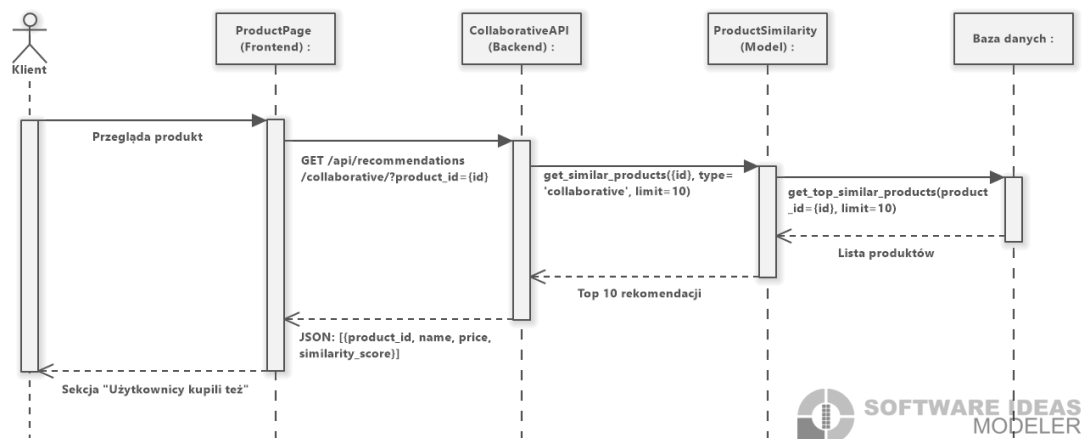 ProductPage
(Frontend) :
CollaborativeAPI
(Backend) :
ProductSimilarity
(Model) :
Baza danych :
Klient
Przegląda produkt
GET /api/recommendations
/collaborative/?product_id={id}
get_similar_products({id}, type=
'collaborative', limit=10)
get_top_similar_products(product
_id={id}, limit=10)
Lista produktów
Top 10 rekomendacji
JSON: [{product_id, name, price,
similarity_score}]
Sekcja "Użytkownicy kupili też"
SOFTWARE IDEAS
MODELER